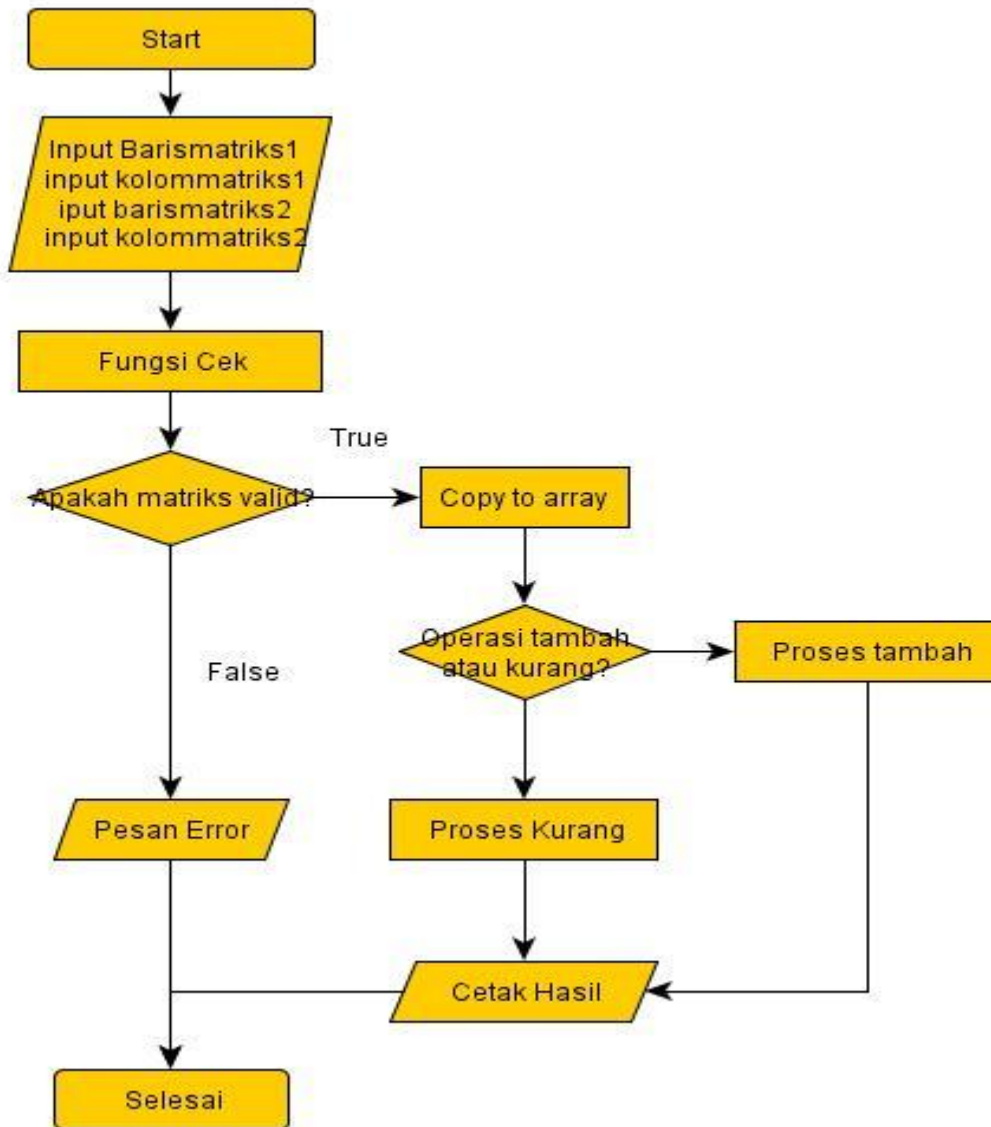 Start
Input Barismatriks1
input kolommatriks1
iput barismatriks2
input kolommatriks2
Fungsi Cek
True
Apakah matriks valid?
Copy to array
Operasi tambah
atau kurang?
Proses tambah
False
Pesan Error
Proses Kurang
Cetak Hasil
Selesai